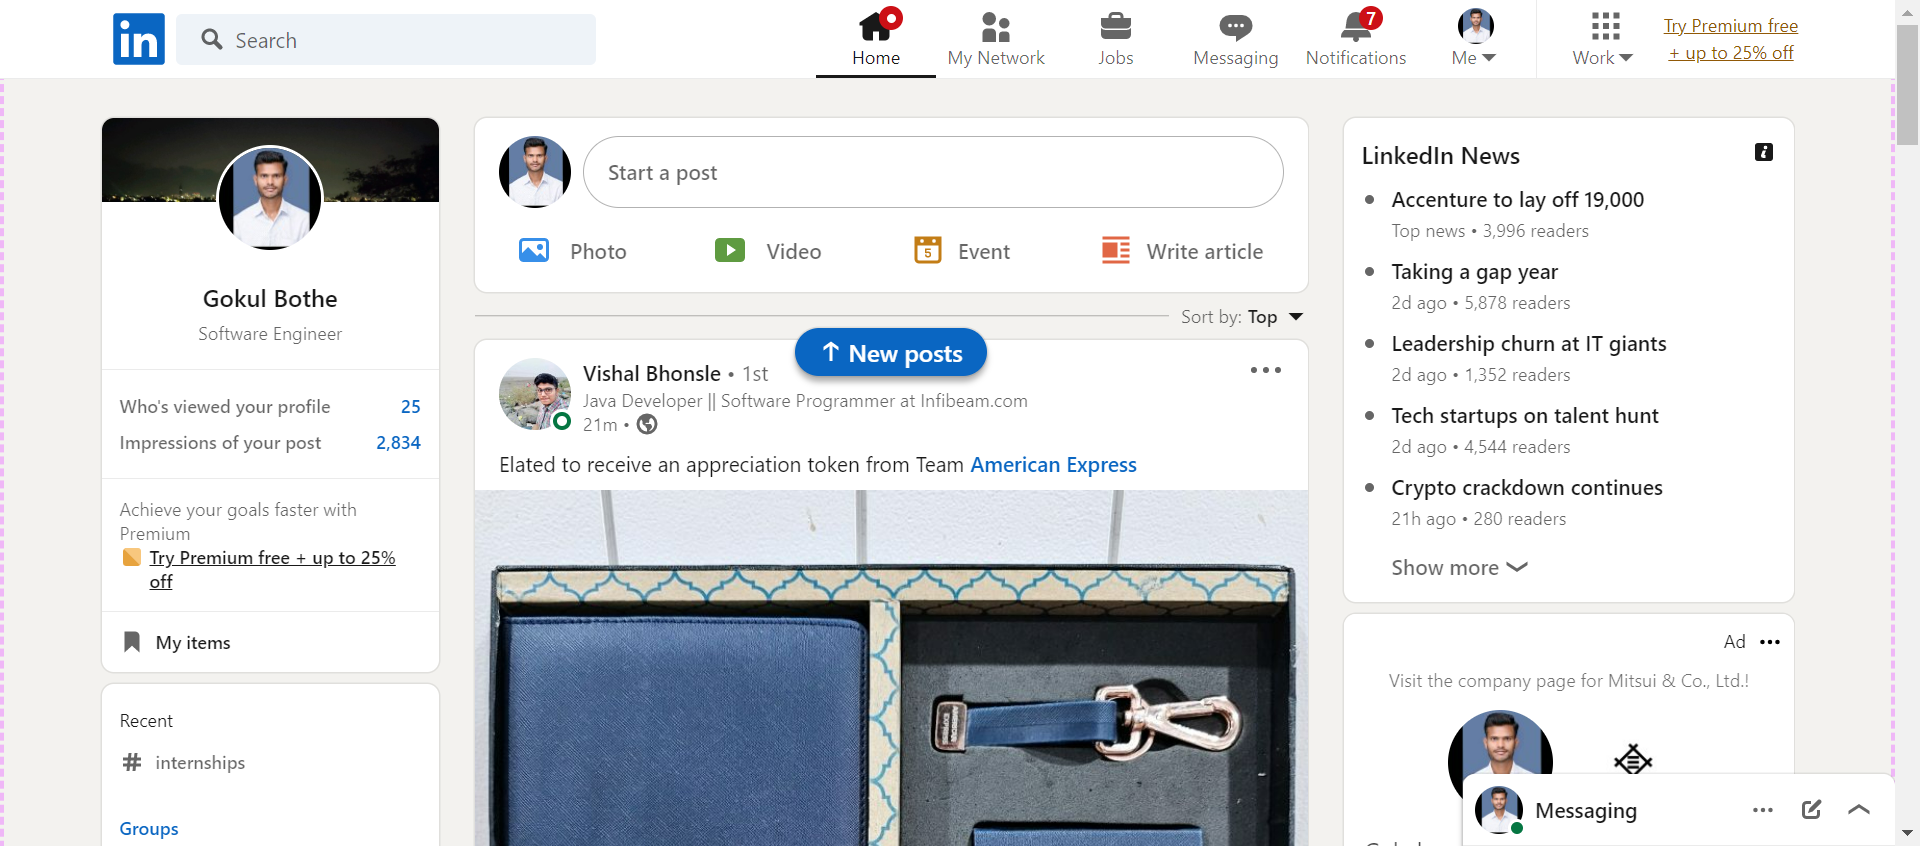 in
Search
Home
My Network
Jobs
Messaging
7
Notifications
Me
Work
Try Premium free
+ up to 25% off
Gokul Bothe
Software Engineer
Who's viewed your profile 25
Impressions of your post 2,834
Achieve your goals faster with
Premium
Try Premium free + up to 25%
off
My items
Recent
# internships
Groups
Start a post
Photo
Video
5
Event
Write article
Sort by: Top
↑ New posts
Vishal Bhonsle • 1st
Java Developer || Software Programmer at Infibeam.com
21m •
Elated to receive an appreciation token from Team American Express
AMERICAN
EXPRESS
LinkedIn News
i
Accenture to lay off 19,000
Top news • 3,996 readers
Taking a gap year
2d ago • 5,878 readers
Leadership churn at IT giants
2d ago • 1,352 readers
Tech startups on talent hunt
2d ago • 4,544 readers
Crypto crackdown continues
21h ago • 280 readers
Show more
Ad
Visit the company page for Mitsui & Co., Ltd.!
Messaging